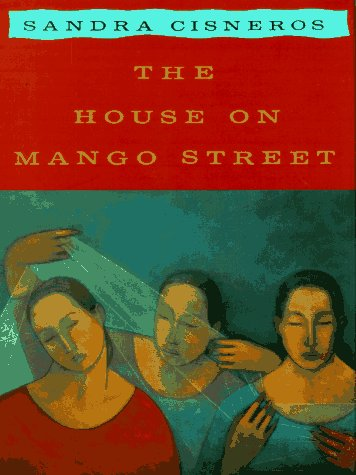 SANDRA CISNEROS
THE
HOUSE ON
MANGO STREET